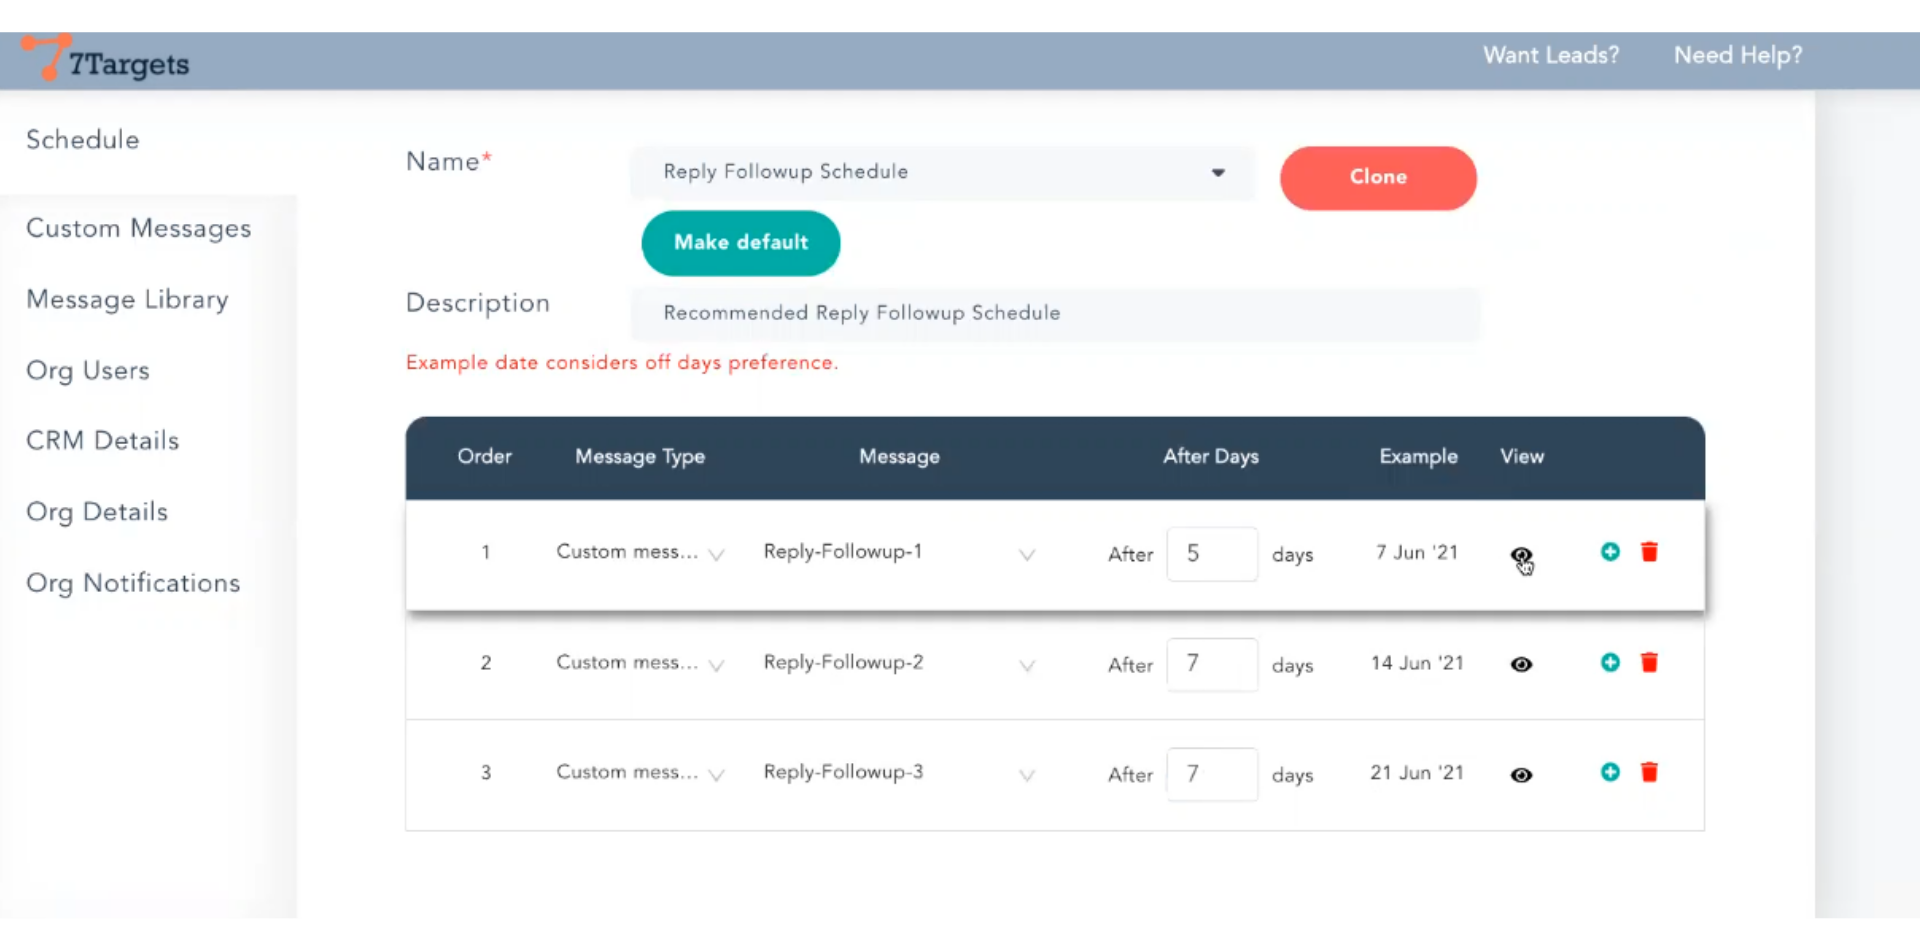 7Targets
Want Leads? Need Help?
Schedule
Custom Messages
Message Library
Org Users
CRM Details
Org Details
Org Notifications
Name* Reply Followup Schedule Clone
Make default
Description Recommended Reply Followup Schedule
Example date considers off days preference.
Order Message Type Message After Days Example View
1 Custom mess... Reply-Followup-1 After 5 days 7 Jun '21
2 Custom mess... Reply-Followup-2 After 7 days 14 Jun '21
3 Custom mess... Reply-Followup-3 After 7 days 21 Jun '21